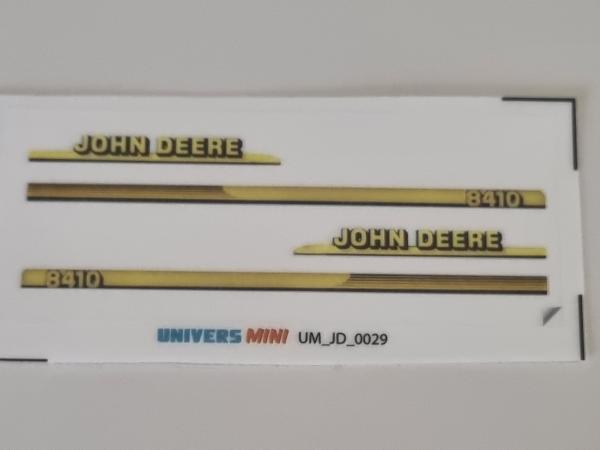 JOHN DEERE
8410
JOHN DEERE
8410
UNIVERS MINI UM_JD_0029